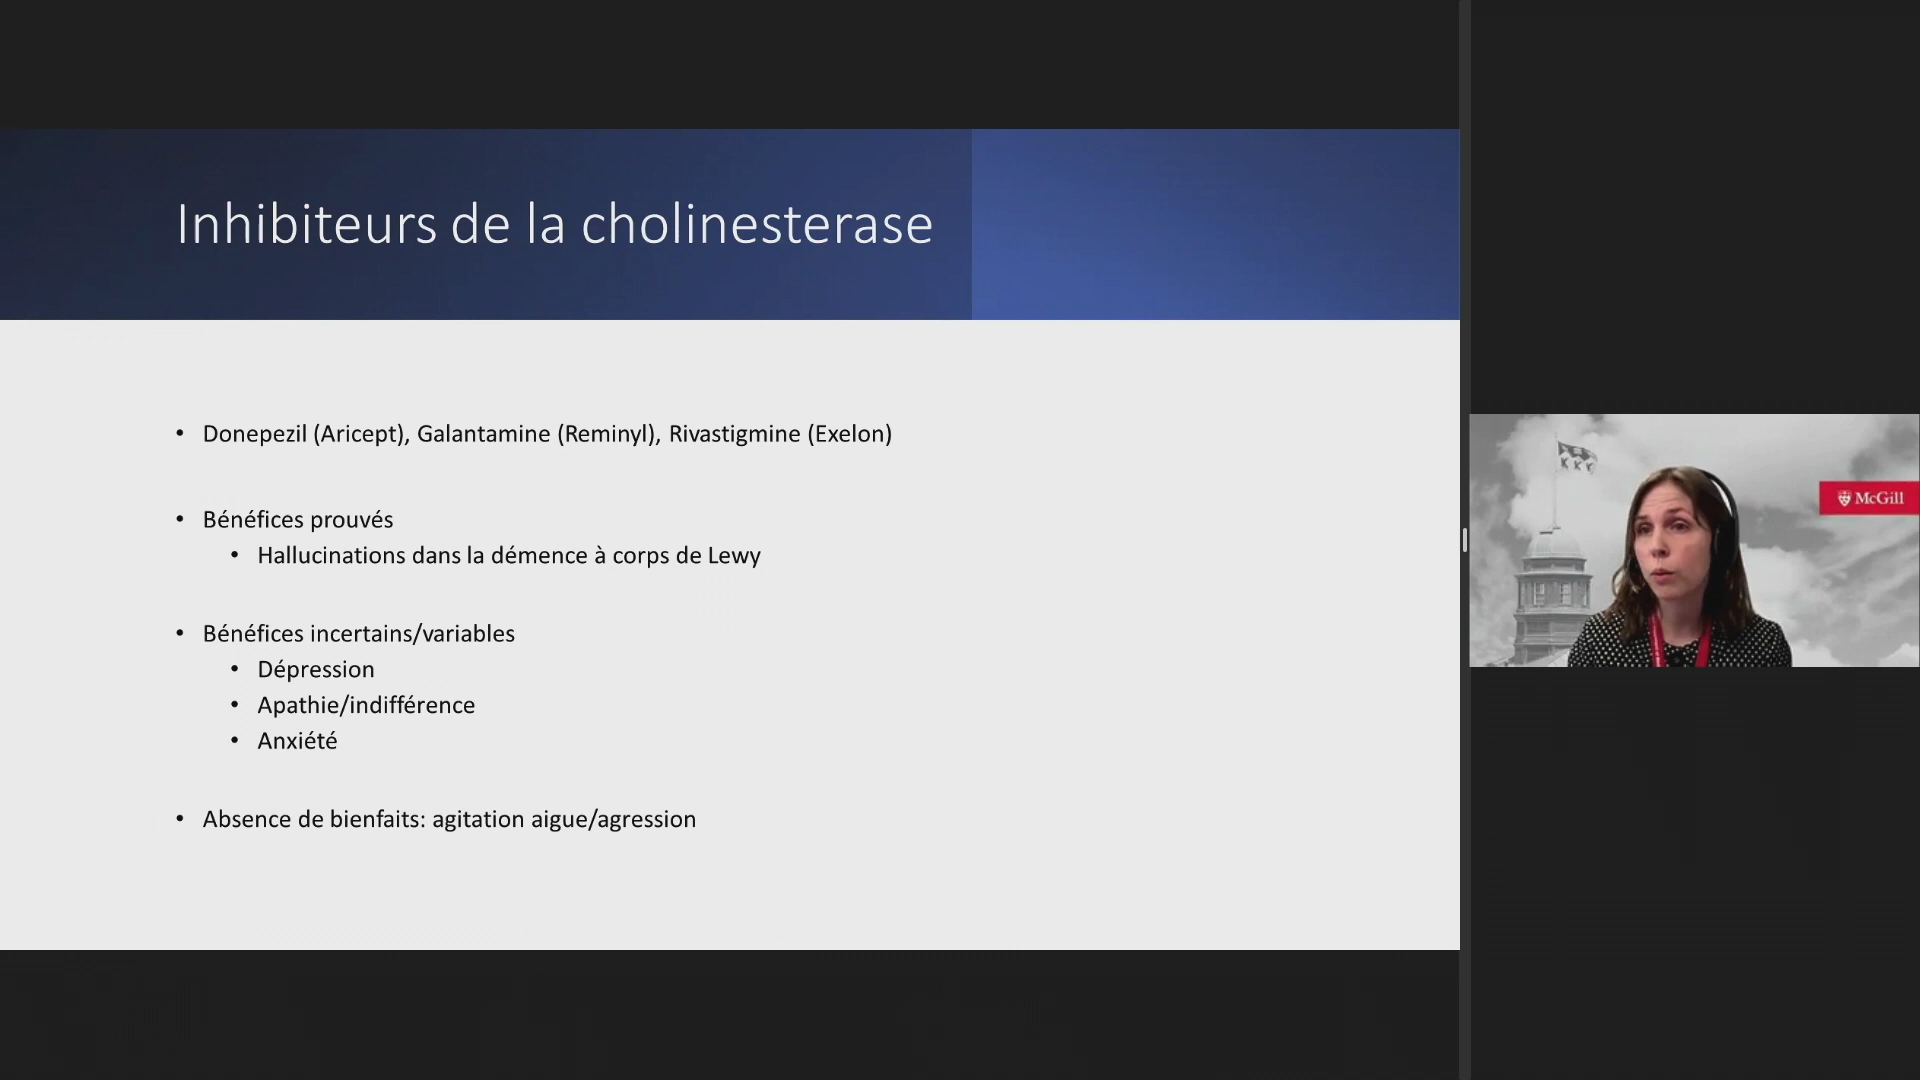 Inhibiteurs de la cholinesterase
• Donepezil (Aricept), Galantamine (Reminyl), Rivastigmine (Exelon)
• Bénéfices prouvés
• Hallucinations dans la démence à corps de Lewy
• Bénéfices incertains/variables
• Dépression
• Apathie/indifférence
• Anxiété
• Absence de bienfaits: agitation aigue/agression
McGill